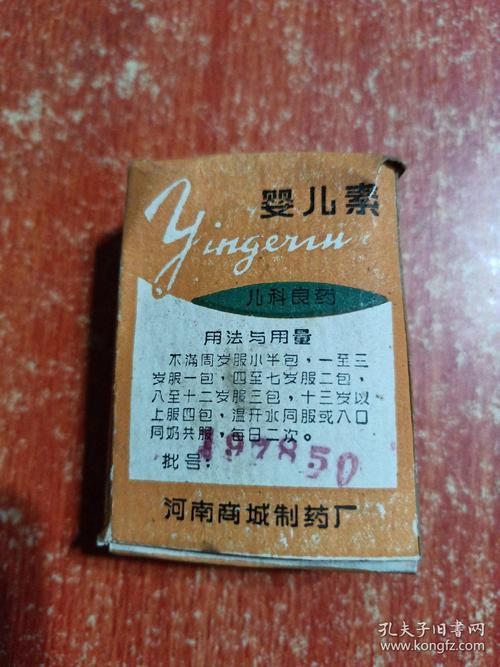 婴儿素
Yingersu
儿科良药
用法与用量
不满周岁服小半包，一至三
岁服一包，四至七岁服二包，
八至十二岁服三包，十三岁以
上服四包，温开水同服或入口
同奶共服，每日二次。
批号：197850
河南商城制药厂
孔夫子旧书网
www.kongfz.com